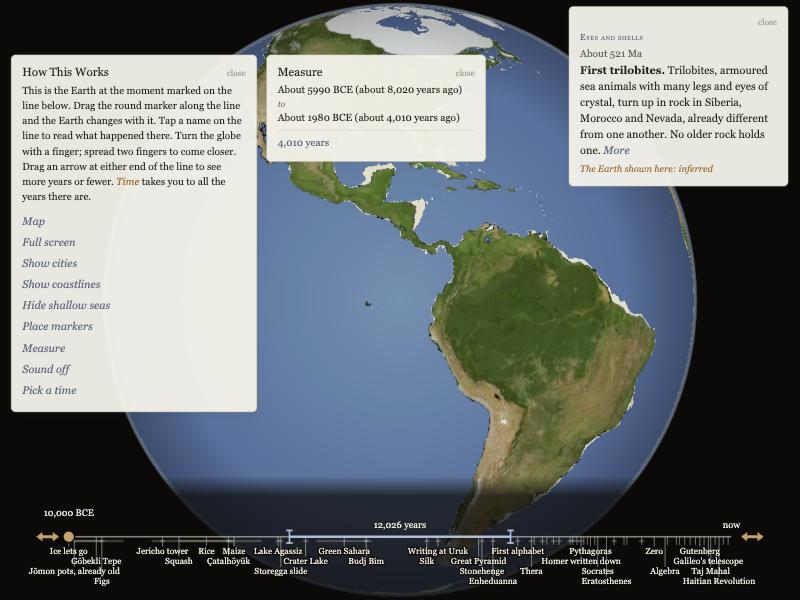 How This Works
close
This is the Earth at the moment marked on the
line below. Drag the round marker along the line
and the Earth changes with it. Tap a name on the
line to read what happened there. Turn the globe
with a finger; spread two fingers to come closer.
Drag an arrow at either end of the line to see
more years or fewer. Time takes you to all the
years there are.
Map
Full screen
Show cities
Show coastlines
Hide shallow seas
Place markers
Measure
Sound off
Pick a time
Measure
close
About 5990 BCE (about 8,020 years ago)
to
About 1980 BCE (about 4,010 years ago)
4,010 years
close
Eyes and shells
About 521 Ma
First trilobites. Trilobites, armoured
sea animals with many legs and eyes of
crystal, turn up in rock in Siberia,
Morocco and Nevada, already different
from one another. No older rock holds
one. More
The Earth shown here: inferred
10,000 BCE
12,026 years
now
Ice lets go
Jericho tower
Rice
Maize
Lake Agassiz
Green Sahara
Writing at Uruk
First alphabet
Pythagoras
Zero
Gutenberg
Göbekli Tepe
Squash
Çatalhöyük
Crater Lake
Budj Bim
Silk
Great Pyramid
Homer written down
Galileo's telescope
Jōmon pots, already old
Storegga slide
Stonehenge
Thera
Socrates
Algebra
Taj Mahal
Figs
Enheduanna
Eratosthenes
Haitian Revolution